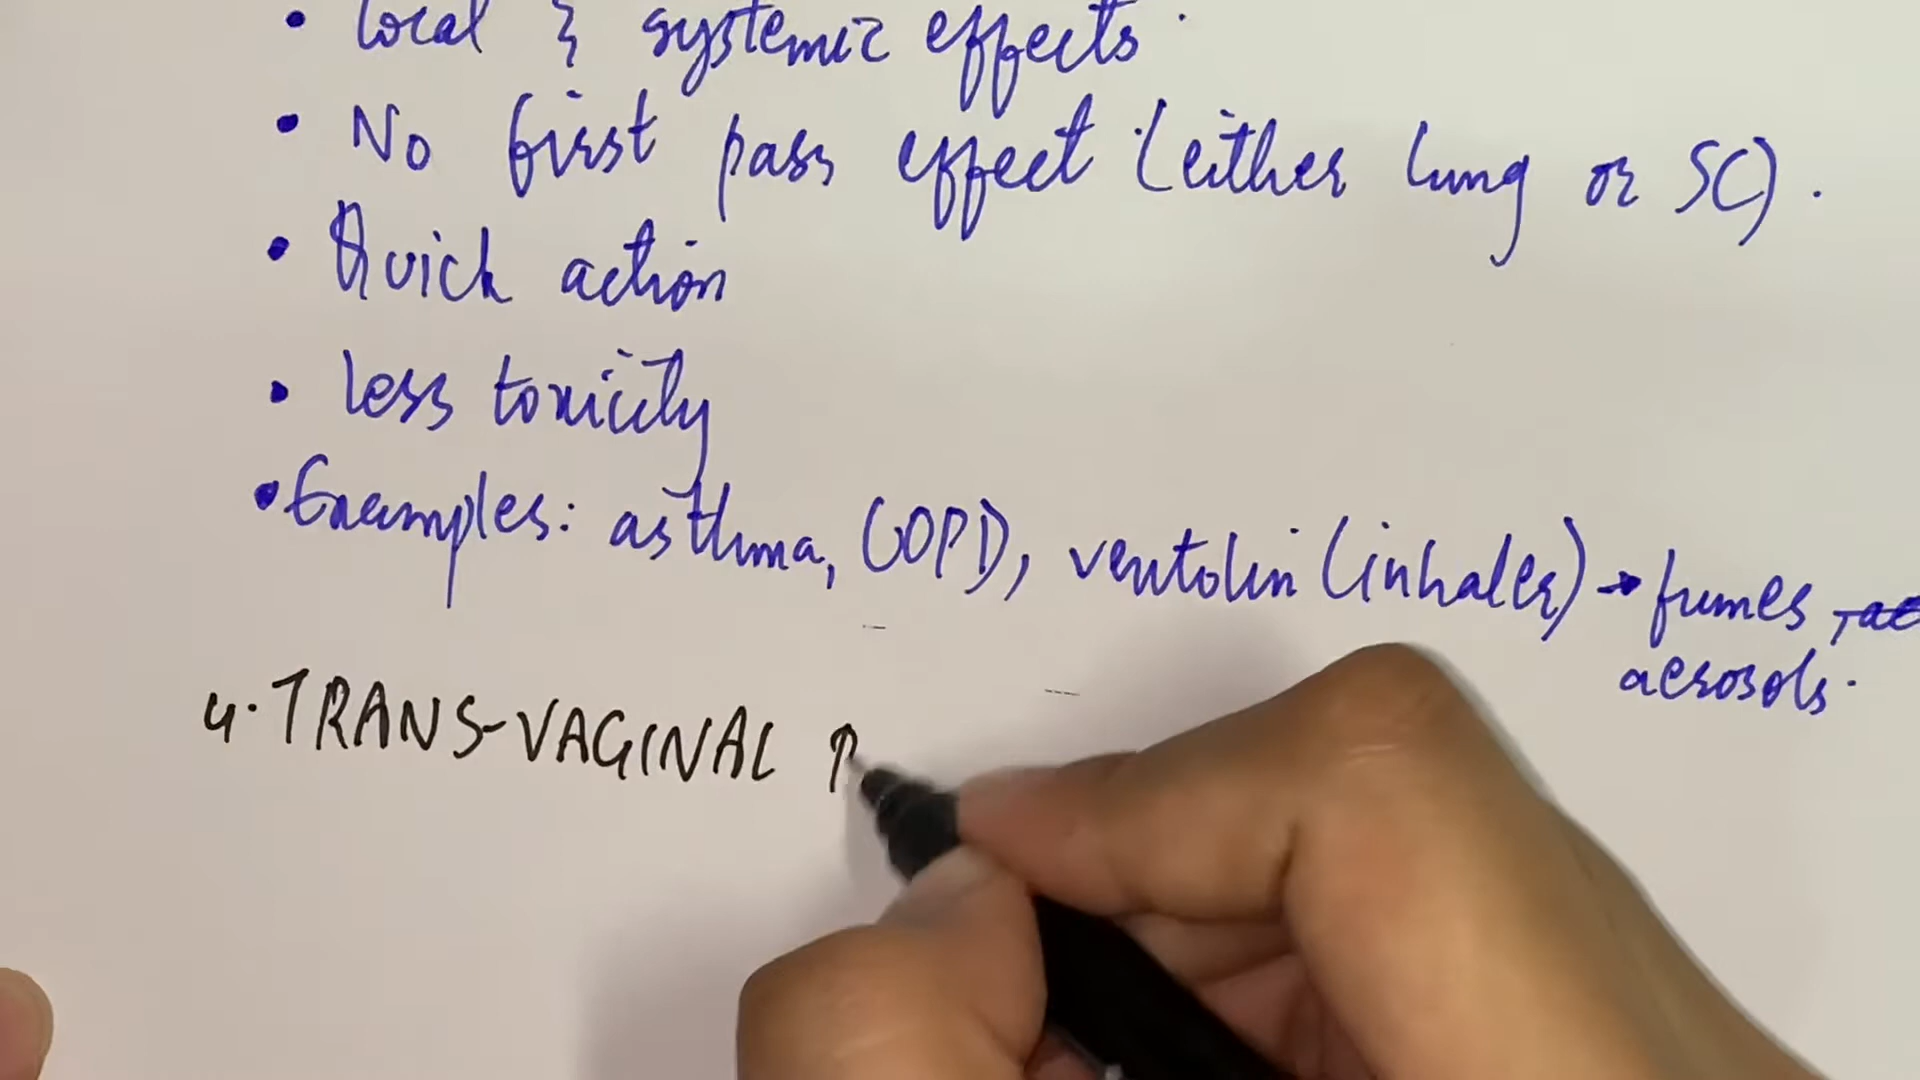 • local & systemic effects.
• No first pass effect (either lung or SC).
• Quick action
• less toxicity
• Examples: asthma, COPD, ventolin (inhaler) → fumes
aerosols.
4. TRANS-VAGINAL